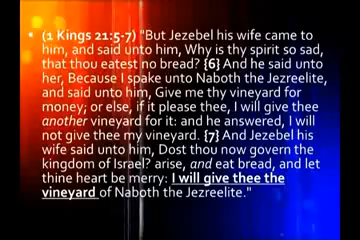 • (1 Kings 21:5-7) "But Jezebel his wife came to
him, and said unto him, Why is thy spirit so sad,
that thou eatest no bread? {6} And he said unto
her, Because I spake unto Naboth the Jezreelite,
and said unto him, Give me thy vineyard for
money; or else, if it please thee, I will give thee
another vineyard for it: and he answered, I will
not give thee my vineyard. {7} And Jezebel his
wife said unto him, Dost thou now govern the
kingdom of Israel? arise, and eat bread, and let
thine heart be merry: I will give thee the
vineyard of Naboth the Jezreelite."